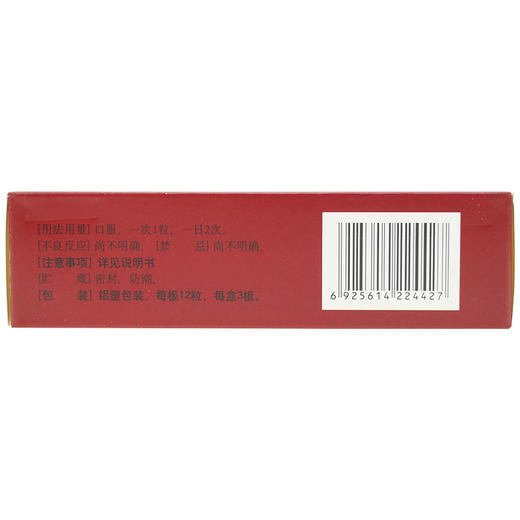 [用法用量] 口服，一次1粒，一日2次。
[不良反应] 尚不明确。[禁　　忌] 尚不明确。
[注意事项] 详见说明书
[贮　　藏] 密封，防潮。
[包　　装] 铝塑包装，每板12粒，每盒3板。
6 925614 224427